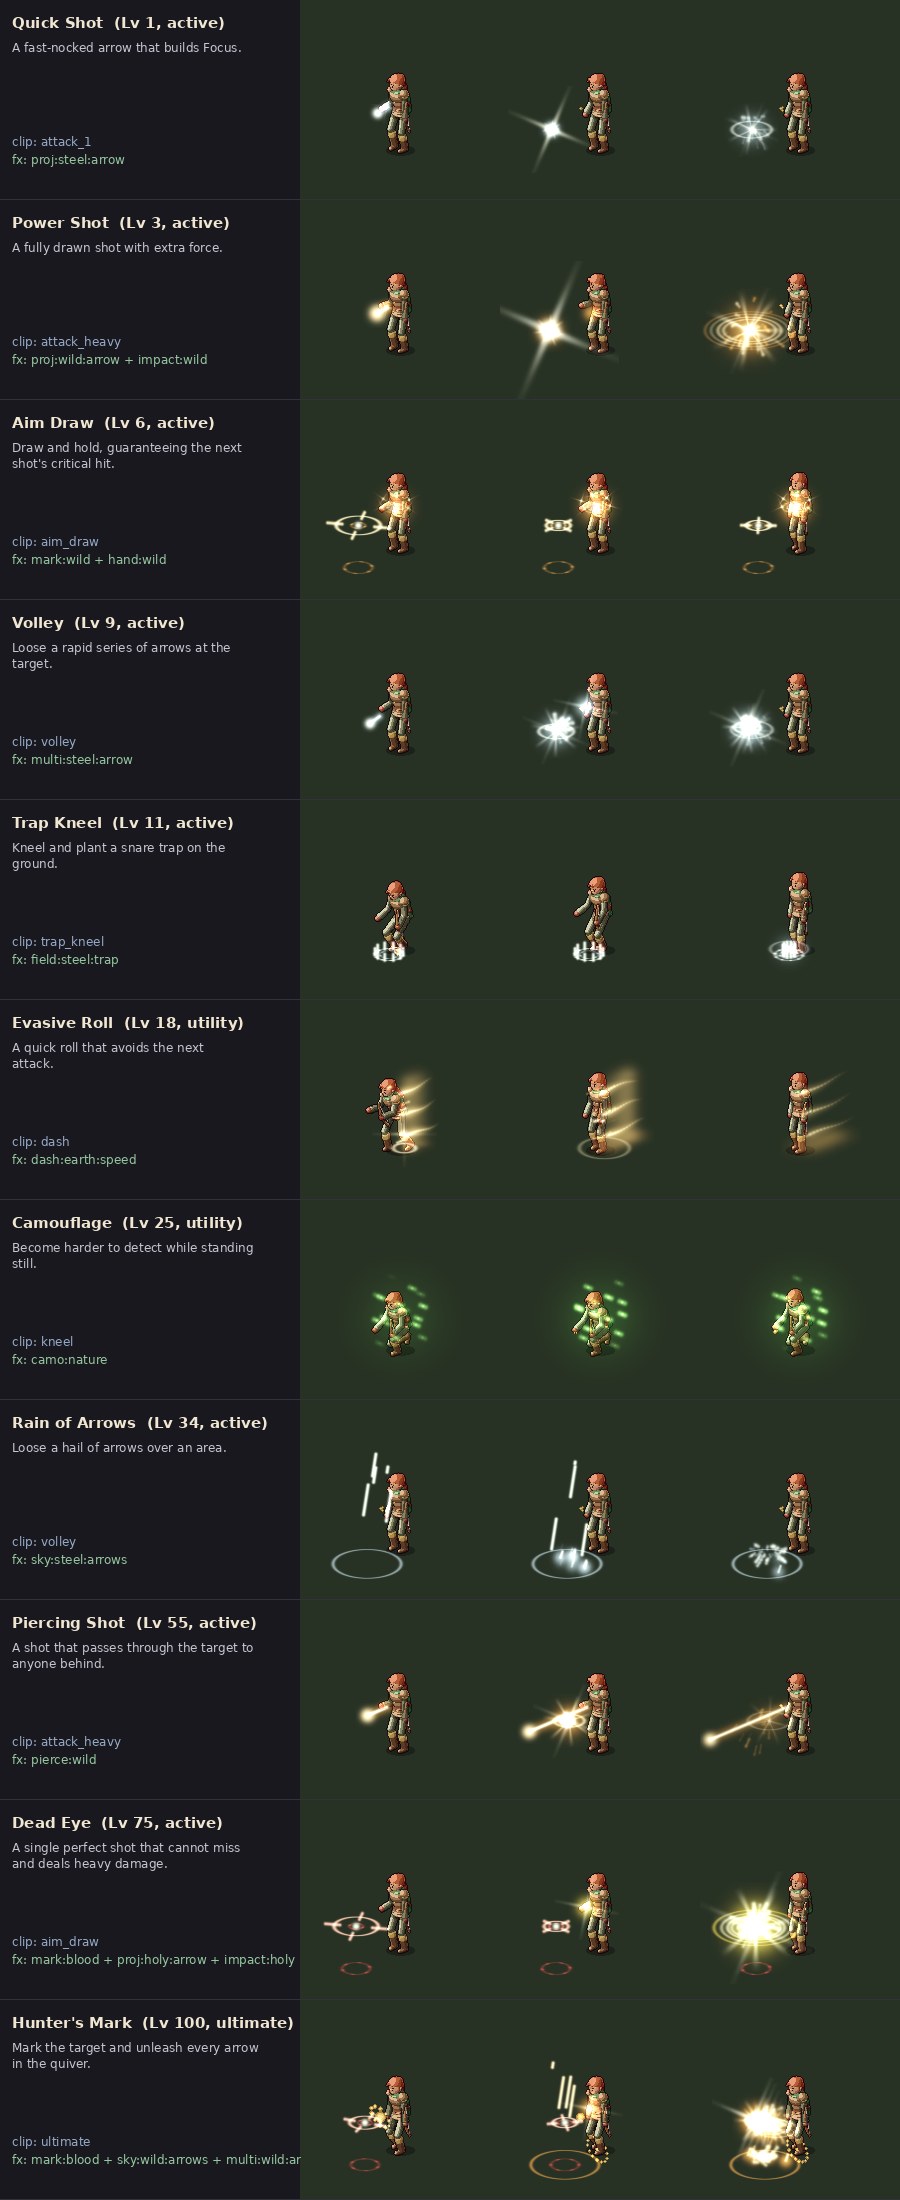 Quick Shot  (Lv 1, active)
A fast-nocked arrow that builds Focus.
clip: attack_1
fx: proj:steel:arrow
Power Shot  (Lv 3, active)
A fully drawn shot with extra force.
clip: attack_heavy
fx: proj:wild:arrow + impact:wild
Aim Draw  (Lv 6, active)
Draw and hold, guaranteeing the next
shot's critical hit.
clip: aim_draw
fx: mark:wild + hand:wild
Volley  (Lv 9, active)
Loose a rapid series of arrows at the
target.
clip: volley
fx: multi:steel:arrow
Trap Kneel  (Lv 11, active)
Kneel and plant a snare trap on the
ground.
clip: trap_kneel
fx: field:steel:trap
Evasive Roll  (Lv 18, utility)
A quick roll that avoids the next
attack.
clip: dash
fx: dash:earth:speed
Camouflage  (Lv 25, utility)
Become harder to detect while standing
still.
clip: kneel
fx: camo:nature
Rain of Arrows  (Lv 34, active)
Loose a hail of arrows over an area.
clip: volley
fx: sky:steel:arrows
Piercing Shot  (Lv 55, active)
A shot that passes through the target to
anyone behind.
clip: attack_heavy
fx: pierce:wild
Dead Eye  (Lv 75, active)
A single perfect shot that cannot miss
and deals heavy damage.
clip: aim_draw
fx: mark:blood + proj:holy:arrow + impact:holy
Hunter's Mark  (Lv 100, ultimate)
Mark the target and unleash every arrow
in the quiver.
clip: ultimate
fx: mark:blood + sky:wild:arrows + multi:wild:ar